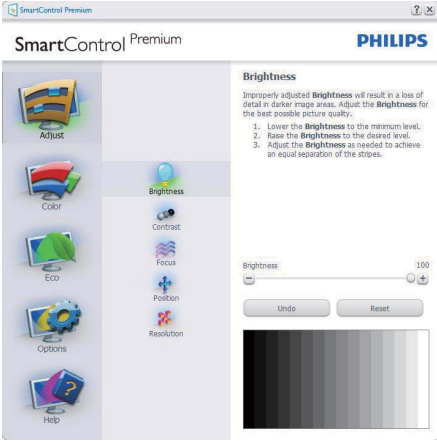 SmartControl Premium
SmartControl Premium
PHILIPS
Adjust
Color
Eco
Options
Help
Brightness
Contrast
Focus
Position
Resolution
Brightness
Improperly adjusted Brightness will result in a loss of
detail in darker image areas. Adjust the Brightness for
the best possible picture quality.
1. Lower the Brightness to the minimum level.
2. Raise the Brightness to the desired level.
3. Adjust the Brightness as needed to achieve
an equal separation of the stripes.
Brightness 100
Undo Reset